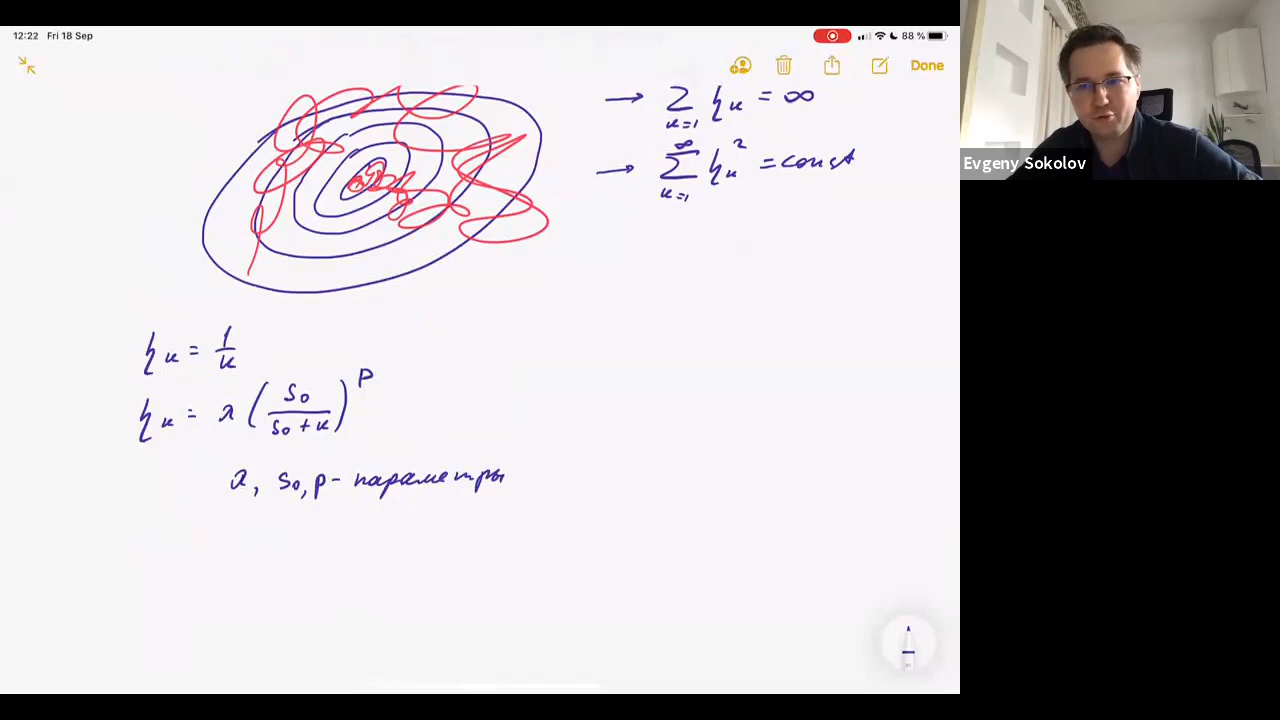 12:22 Fri 18 Sep
88 %
Done
→ Σ k=1 ηk = ∞
→ Σ k=1 ∞ ηk² = const
Evgeny Sokolov
ηk = 1/k
ηk = λ (s0/(s0+k))^p
λ, s0, p - параметры